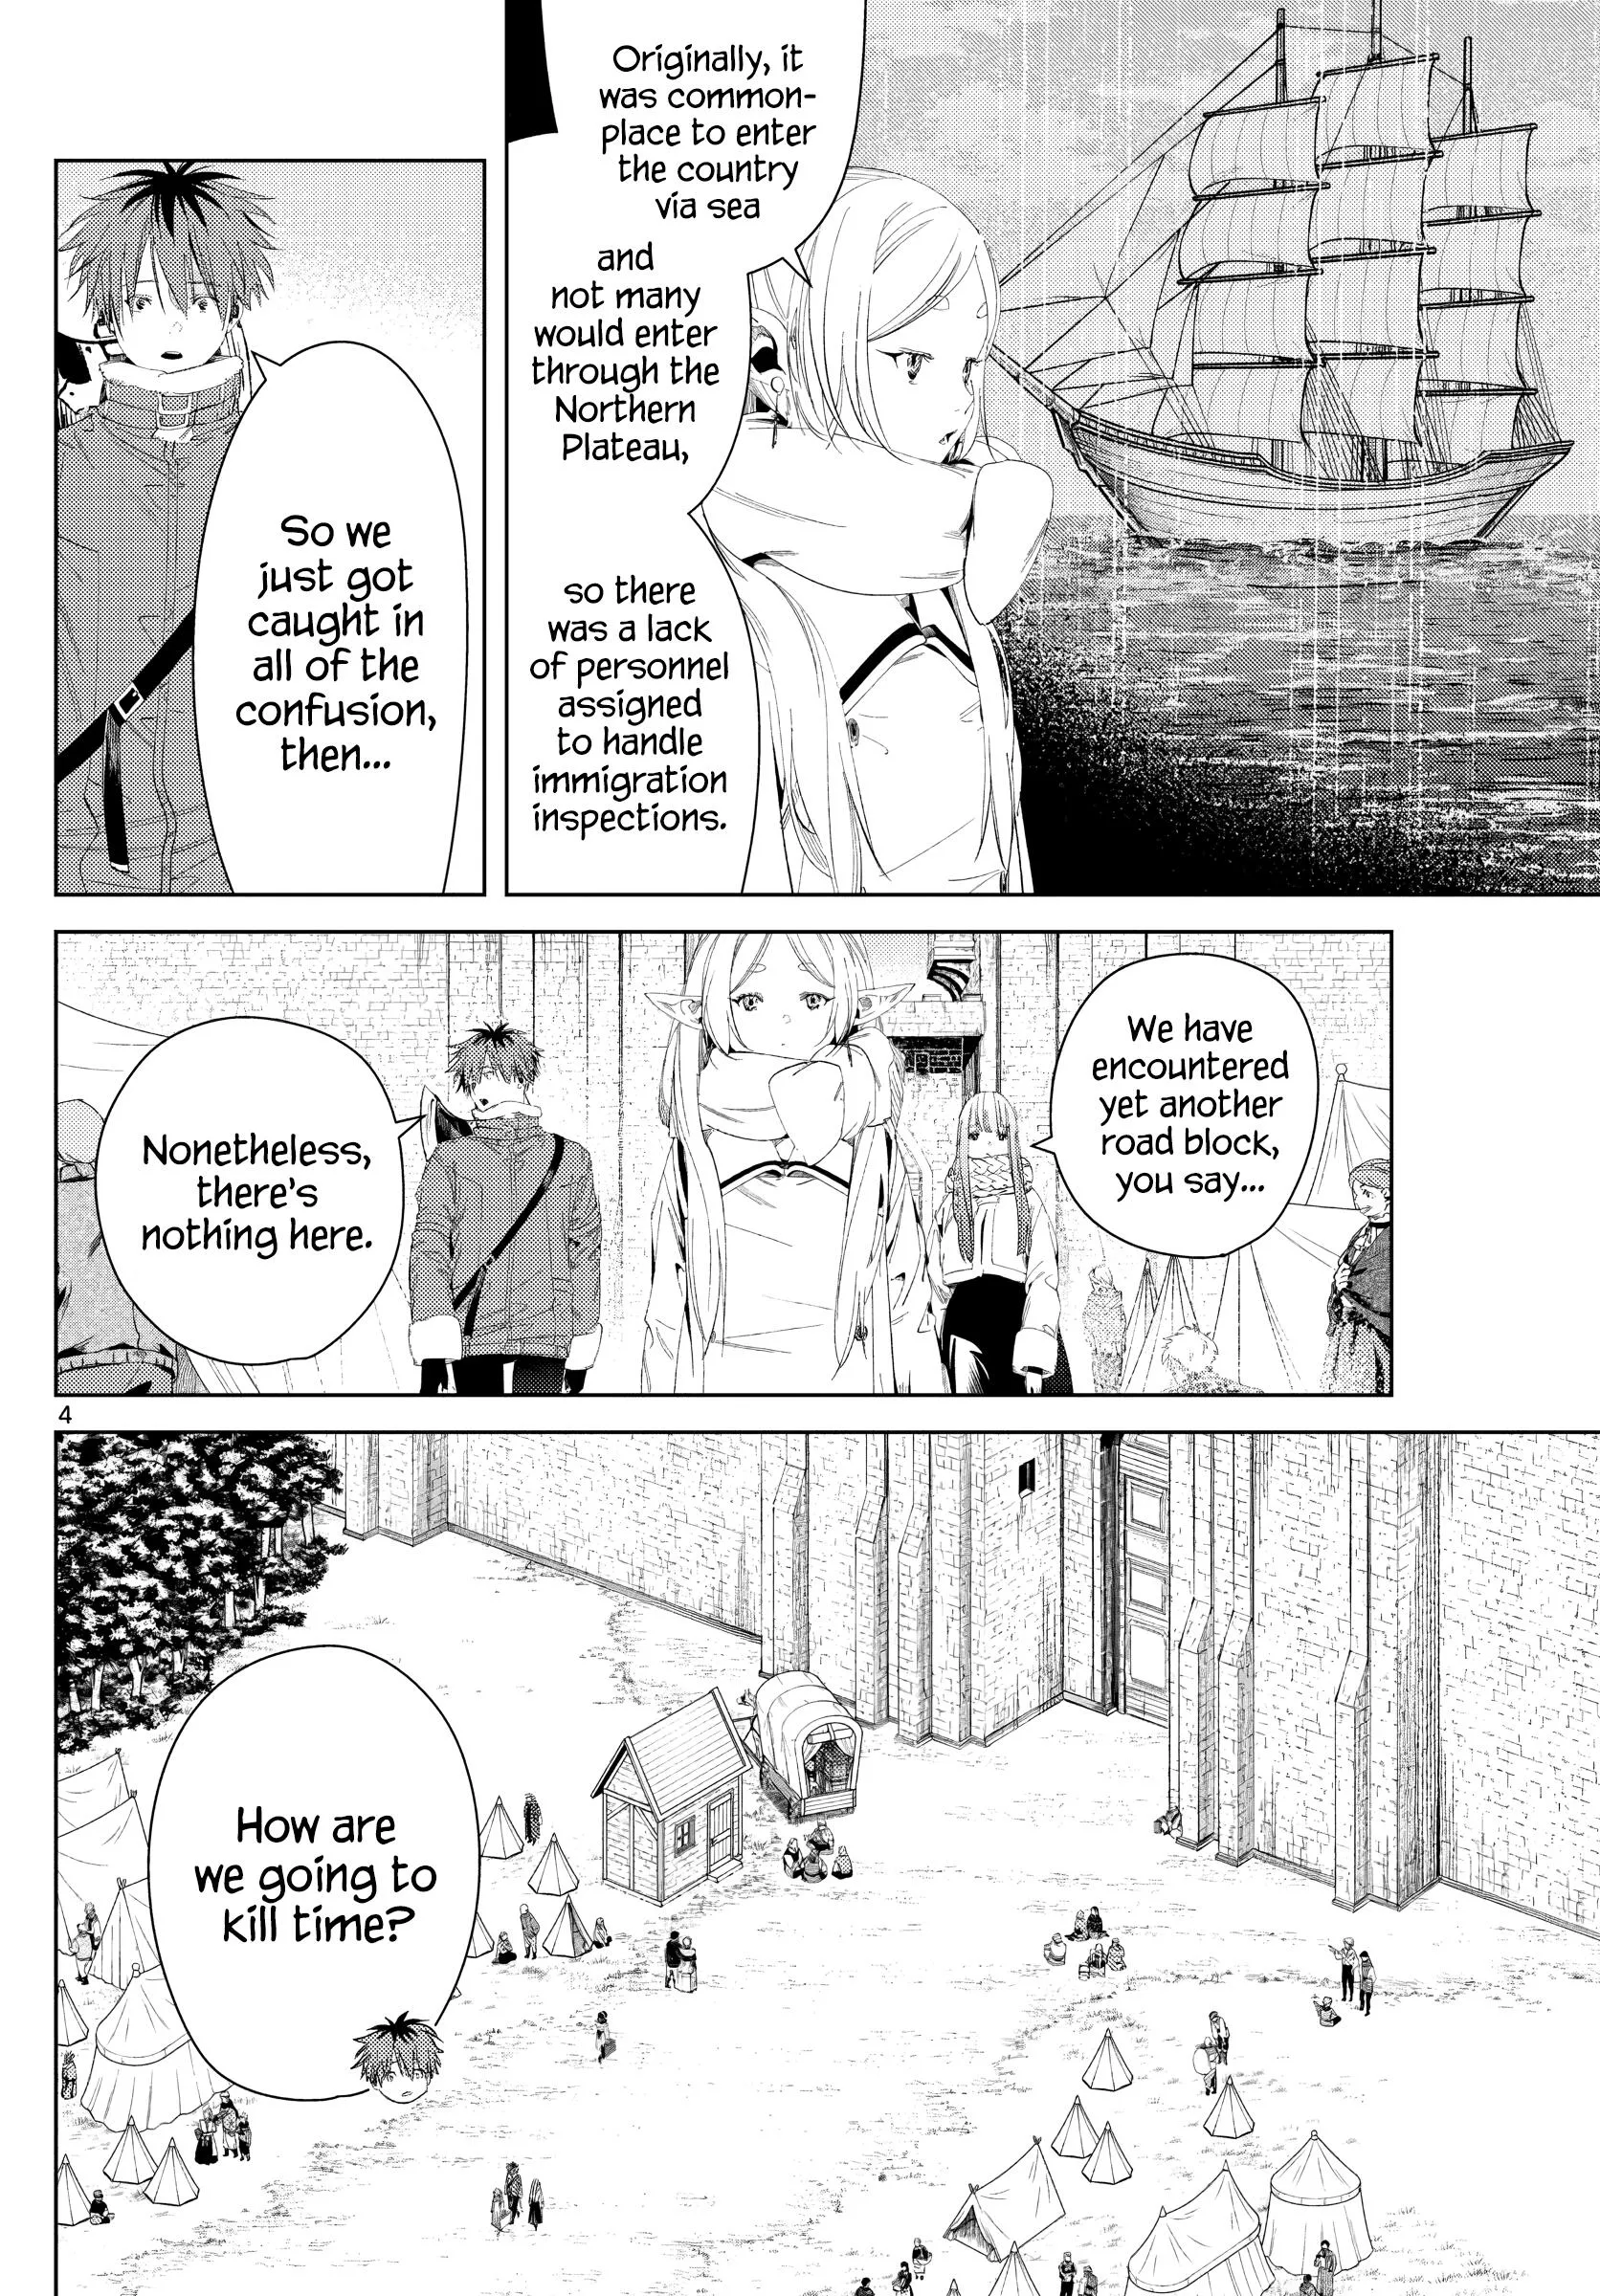 Originally, it
was common-
place to enter
the country
via sea
and
not many
would enter
through the
Northern
Plateau,
so there
was a lack
of personnel
assigned
to handle
immigration
inspections.
So we
just got
caught in
all of the
confusion,
then...
We have
encountered
yet another
road block,
you say...
Nonetheless,
there's
nothing here.
4
How are
we going to
kill time?